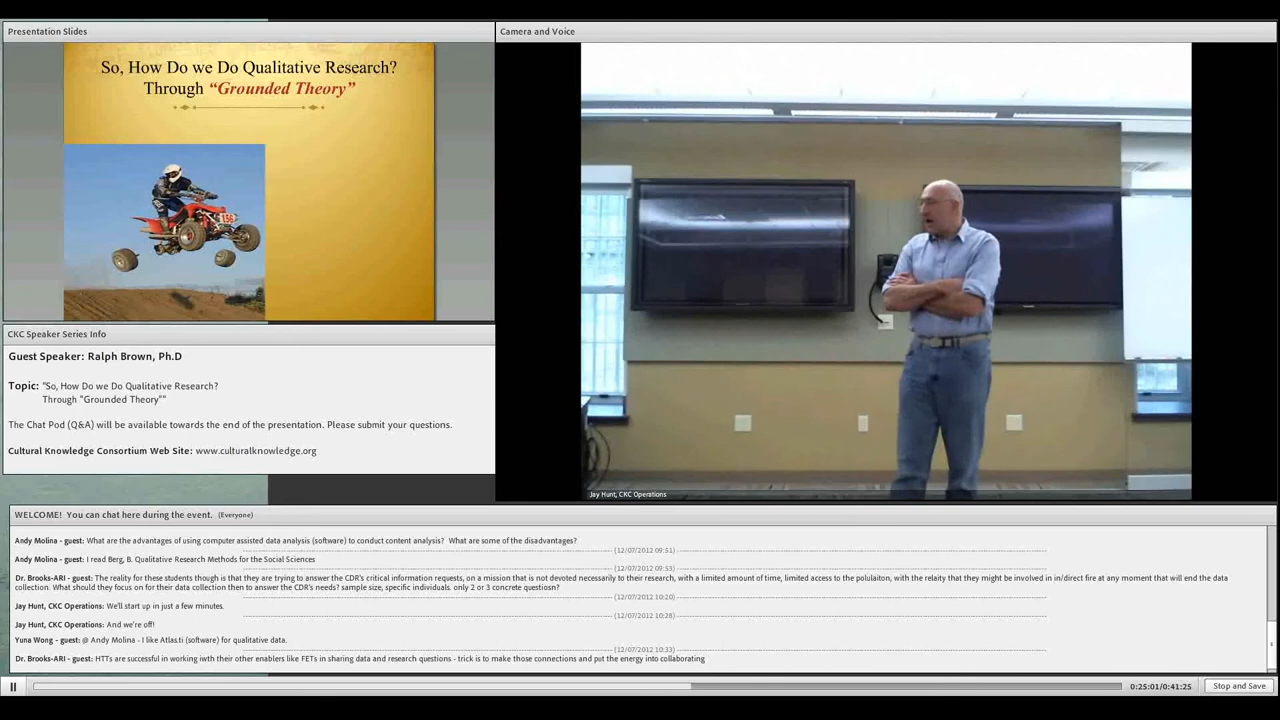 Presentation Slides
So, How Do we Do Qualitative Research?
Through “Grounded Theory”
156
CKC Speaker Series Info
Guest Speaker: Ralph Brown, Ph.D
Topic: "So, How Do we Do Qualitative Research?
Through "Grounded Theory""
The Chat Pod (Q&A) will be available towards the end of the presentation. Please submit your questions.
Cultural Knowledge Consortium Web Site: www.culturalknowledge.org
Camera and Voice
Jay Hunt, CKC Operations
WELCOME! You can chat here during the event. (Everyone)
Andy Molina - guest: What are the advantages of using computer assisted data analysis (software) to conduct content analysis? What are some of the disadvantages?
(12/07/2012 09:51)
Andy Molina - guest: I read Berg, B. Qualitative Research Methods for the Social Sciences
(12/07/2012 09:53)
Dr. Brooks-ARI - guest: The reality for these students though is that they are trying to answer the CDR's critical information requests, on a mission that is not devoted necessarily to their research, with a limited amount of time, limited access to the polulaiton, with the relaity that they might be involved in in/direct fire at any moment that will end the data
collection. What should they focus on for their data collection then to answer the CDR's needs? sample size, specific individuals. only 2 or 3 concrete questiosn?
(12/07/2012 10:20)
Jay Hunt, CKC Operations: We'll start up in just a few minutes.
(12/07/2012 10:28)
Jay Hunt, CKC Operations: And we're off!
Yuna Wong - guest: @ Andy Molina - I like Atlas.ti (software) for qualitative data.
(12/07/2012 10:33)
Dr. Brooks-ARI - guest: HTTs are successful in working iwth their other enablers like FETs in sharing data and research questions - trick is to make those connections and put the energy into collaborating
0:25:01/0:41:25
Stop and Save